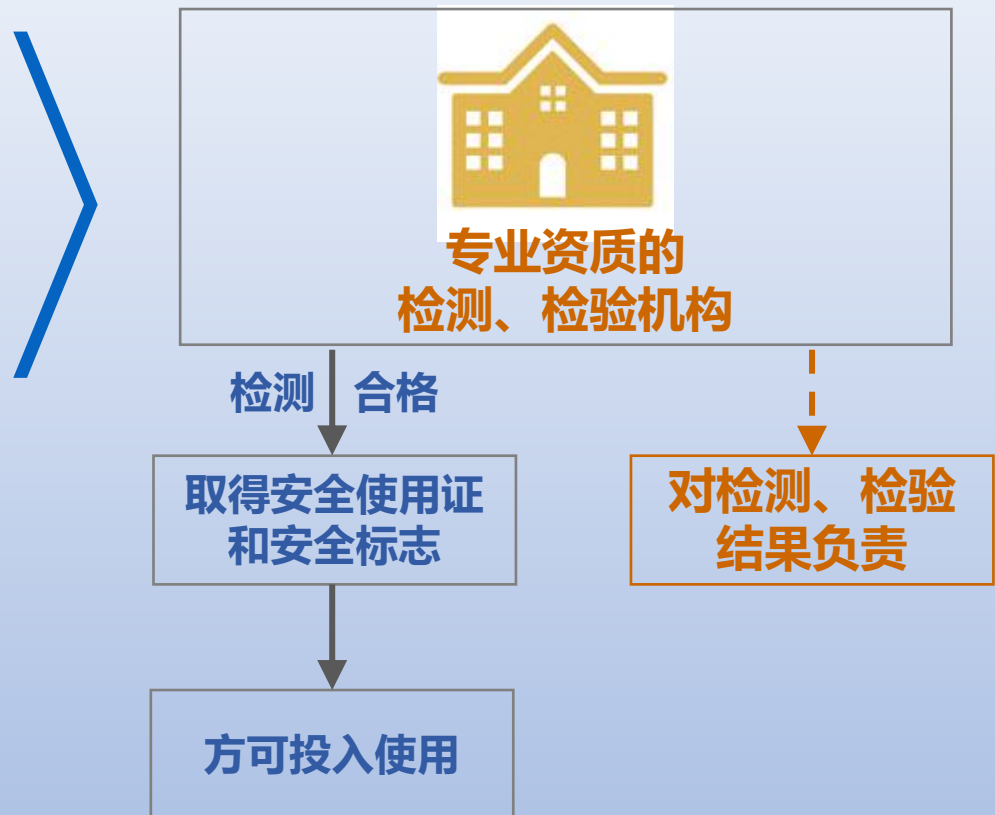 专业资质的
检测、检验机构
检测 合格
取得安全使用证
和安全标志
对检测、检验
结果负责
方可投入使用